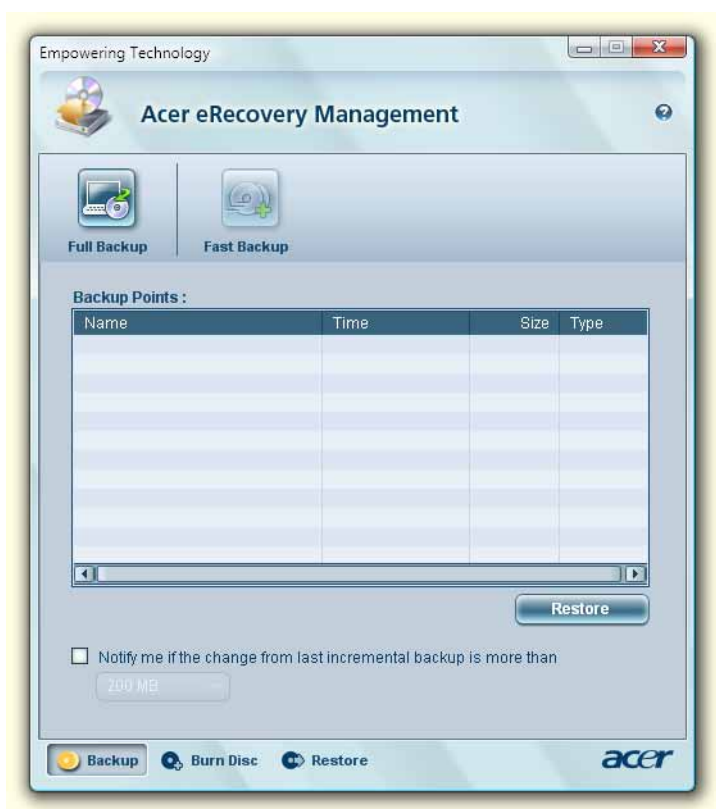 Empowering Technology
Acer eRecovery Management
Full Backup
Fast Backup
Backup Points :
Name Time Size Type
Restore
Notify me if the change from last incremental backup is more than
200 MB
Backup Burn Disc Restore acer